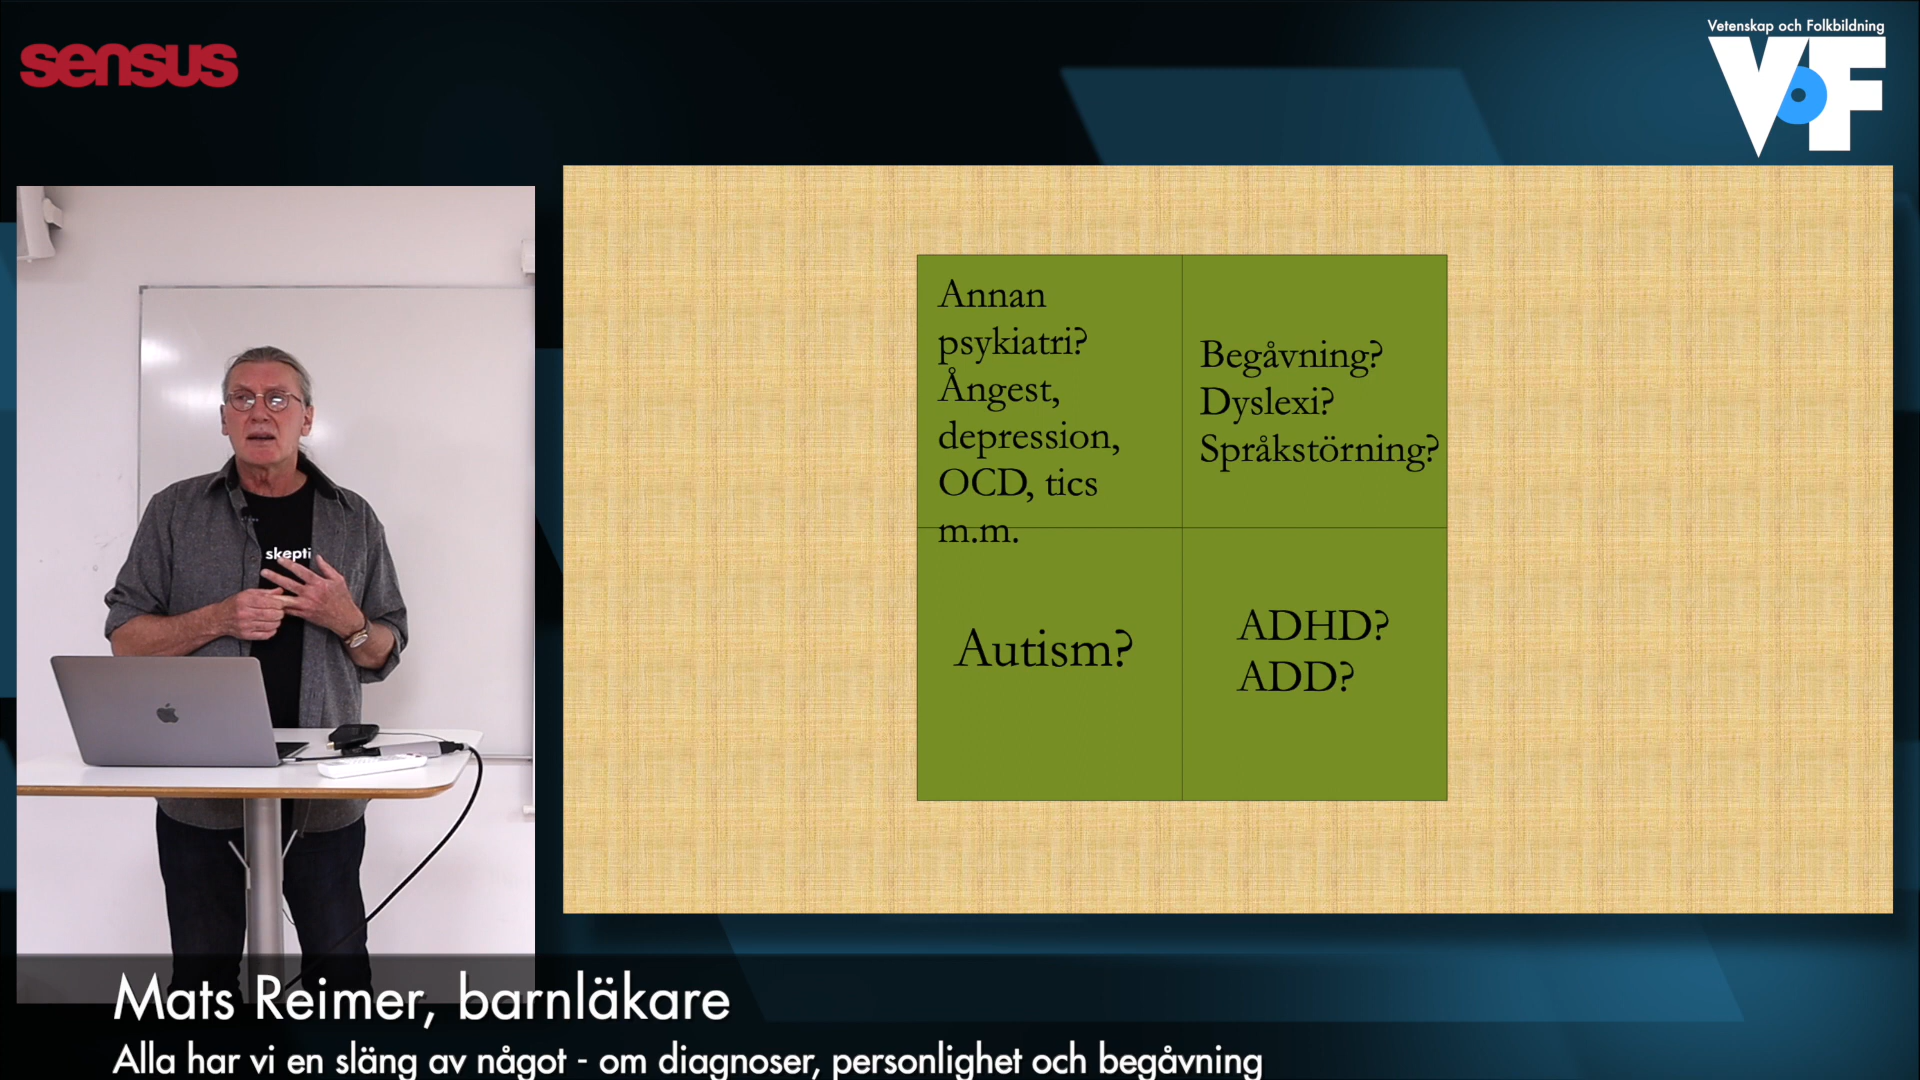 sensus
Vetenskap och Folkbildning
VoF
Annan
psykiatri?
Ångest,
depression,
OCD, tics
m.m.
Begåvning?
Dyslexi?
Språkstörning?
Autism?
ADHD?
ADD?
skepti
Mats Reimer, barnläkare
Alla har vi en släng av något - om diagnoser, personlighet och begåvning